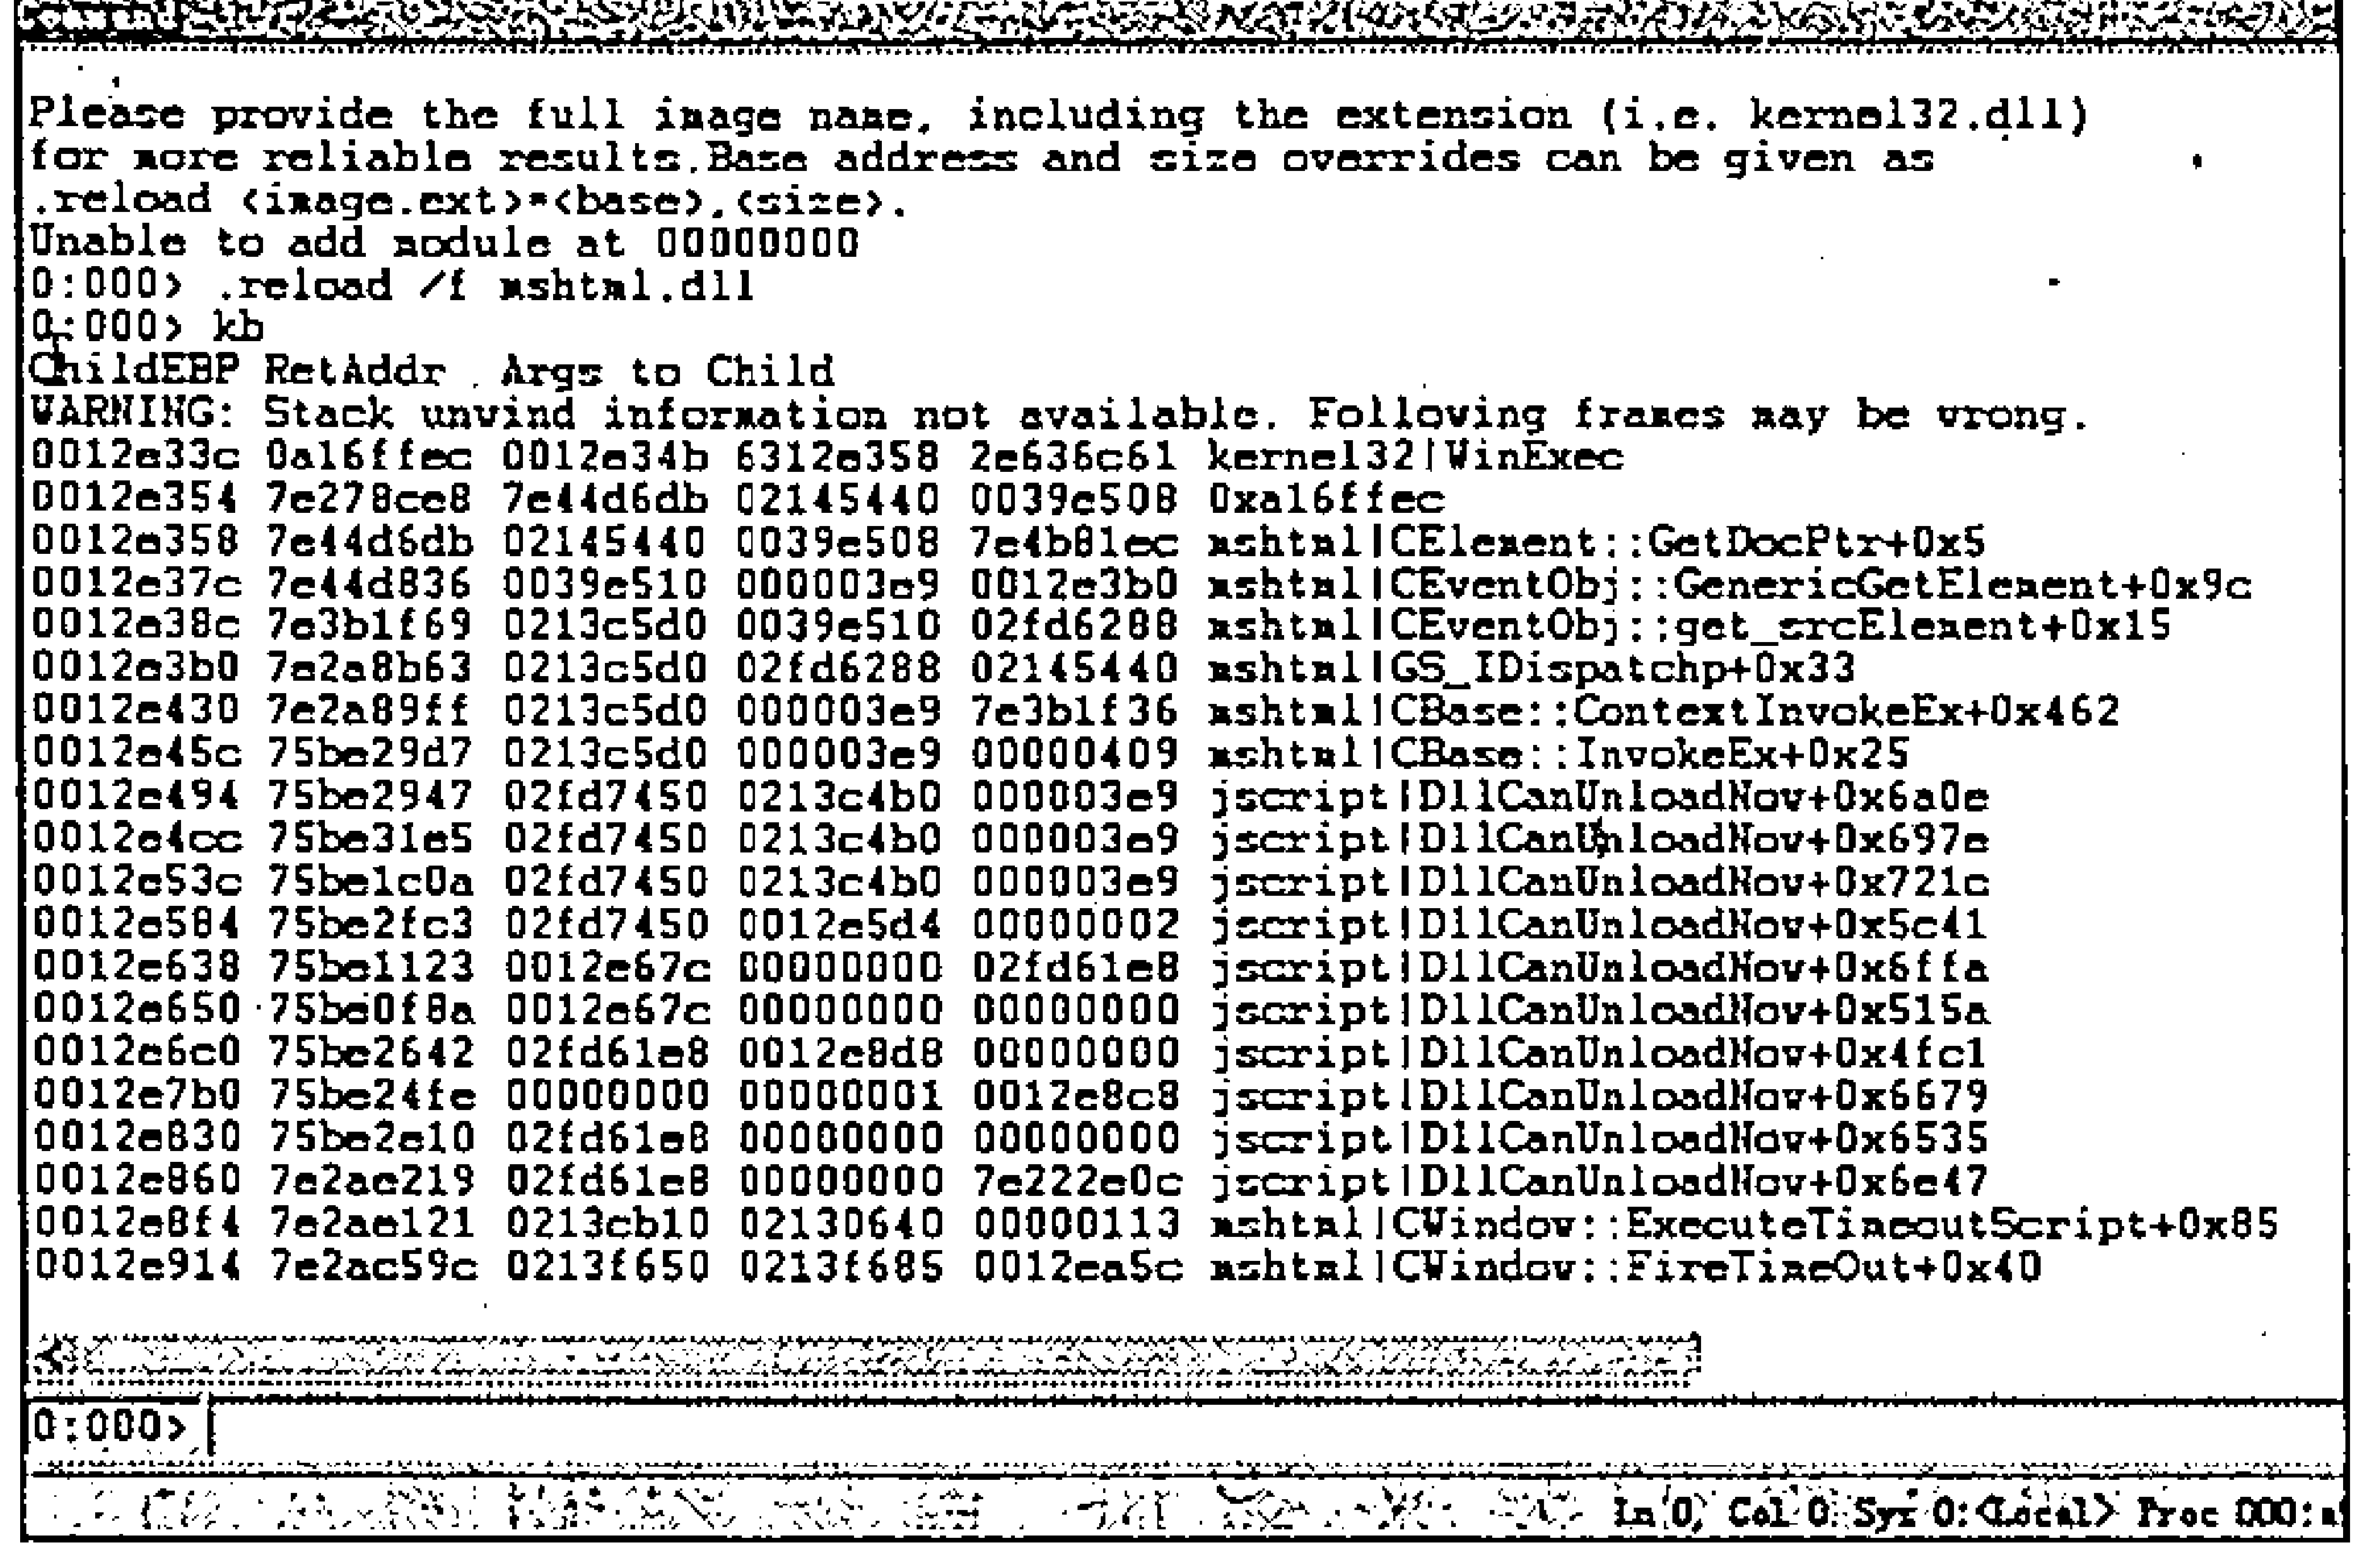 Command
Please provide the full image name, including the extension (i.e. kernel32.dll)
for more reliable results.Base address and size overrides can be given as
.reload <image.ext>=<base>,<size>.
Unable to add module at 00000000
0:000> .reload /f mshtml.dll
0:000> kb
ChildEBP RetAddr  Args to Child
WARNING: Stack unwind information not available. Following frames may be wrong.
0012e33c 0a16ffec 0012e34b 6312e358 2e636c61 kernel32!WinExec
0012e354 7e278ce8 7e44d6db 02145440 0039e508 0xa16ffec
0012e358 7e44d6db 02145440 0039e508 7e4b81ec mshtml!CElement::GetDocPtr+0x5
0012e37c 7e44d836 0039e510 000003e9 0012e3b0 mshtml!CEventObj::GenericGetElement+0x9c
0012e38c 7e3b1f69 0213c5d0 0039e510 02fd6288 mshtml!CEventObj::get_srcElement+0x15
0012e3b0 7e2a8b63 0213c5d0 02fd6288 02145440 mshtml!GS_IDispatchp+0x33
0012e430 7e2a89ff 0213c5d0 000003e9 7e3b1f36 mshtml!CBase::ContextInvokeEx+0x462
0012e45c 75be29d7 0213c5d0 000003e9 00000409 mshtml!CBase::InvokeEx+0x25
0012e494 75be2947 02fd7450 0213c4b0 000003e9 jscript!DllCanUnloadNow+0x6a0e
0012e4cc 75be31e5 02fd7450 0213c4b0 000003e9 jscript!DllCanUnloadNow+0x697e
0012e53c 75be1c0a 02fd7450 0213c4b0 000003e9 jscript!DllCanUnloadNow+0x721c
0012e584 75be2fc3 02fd7450 0012e5d4 00000002 jscript!DllCanUnloadNow+0x5c41
0012e638 75be1123 0012e67c 00000000 02fd61e8 jscript!DllCanUnloadNow+0x6ffa
0012e650 75be0f8a 0012e67c 00000000 00000000 jscript!DllCanUnloadNow+0x515a
0012e6c0 75be2642 02fd61e8 0012e8d8 00000000 jscript!DllCanUnloadNow+0x4fc1
0012e7b0 75be24fe 00000000 00000001 0012e8c8 jscript!DllCanUnloadNow+0x6679
0012e830 75be2e10 02fd61e8 00000000 00000000 jscript!DllCanUnloadNow+0x6535
0012e860 7e2ae219 02fd61e8 00000000 7e222e0c jscript!DllCanUnloadNow+0x6e47
0012e8f4 7e2ae121 0213cb10 02130640 00000113 mshtml!CWindow::ExecuteTimeoutScript+0x85
0012e914 7e2ac59c 0213f650 0213f685 0012ea5c mshtml!CWindow::FireTimeOut+0x40
0:000>
Ln 0, Col 0 Sys 0:<Local> Proc 000:a